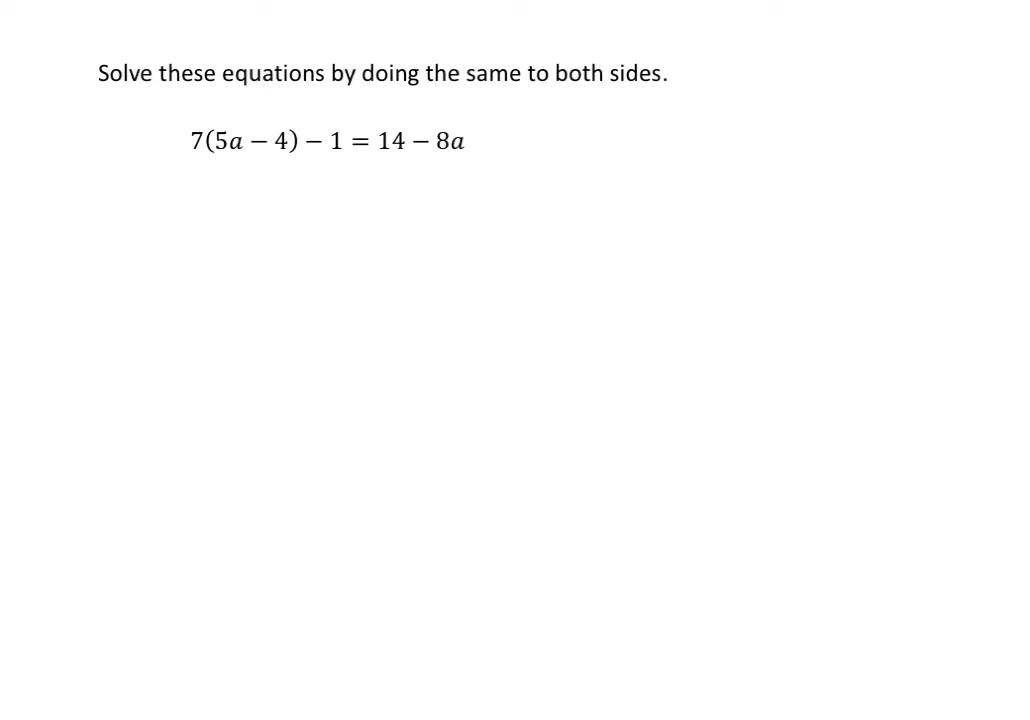 Solve these equations by doing the same to both sides.
7(5𝑎 − 4) − 1 = 14 − 8𝑎